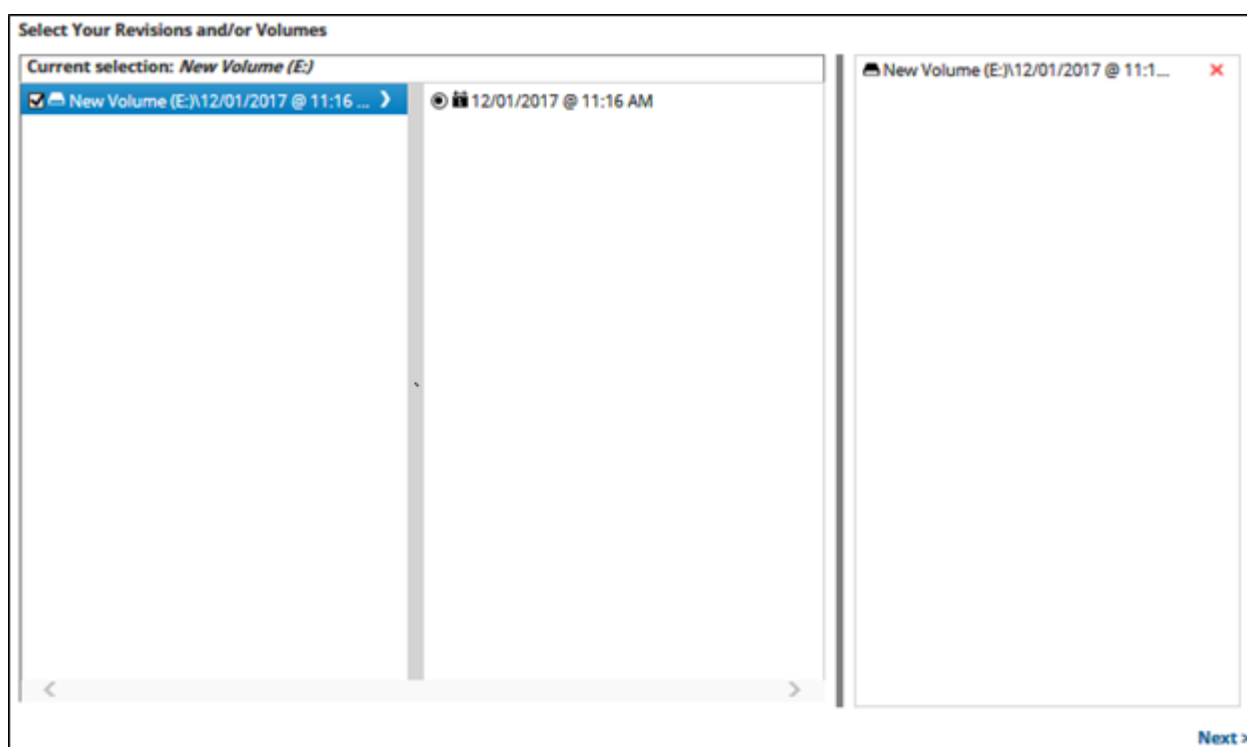 Select Your Revisions and/or Volumes
Current selection: New Volume (E:)
New Volume (E:)\12/01/2017 @ 11:16 ...
12/01/2017 @ 11:16 AM
New Volume (E:)\12/01/2017 @ 11:1...
Next >